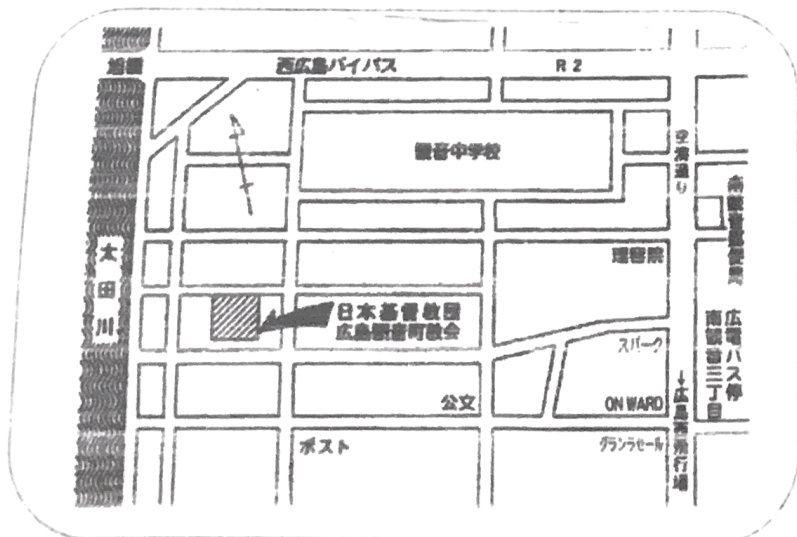 旭橋
西広島バイパス
R 2
観音中学校
空港通り
南観音郵便局
太田川
理容院
日本基督教団
広島観音町教会
スパーク
広電バス停
南観音三丁目
公文
ON WARD
↓広島西飛行場
ポスト
グランラセール